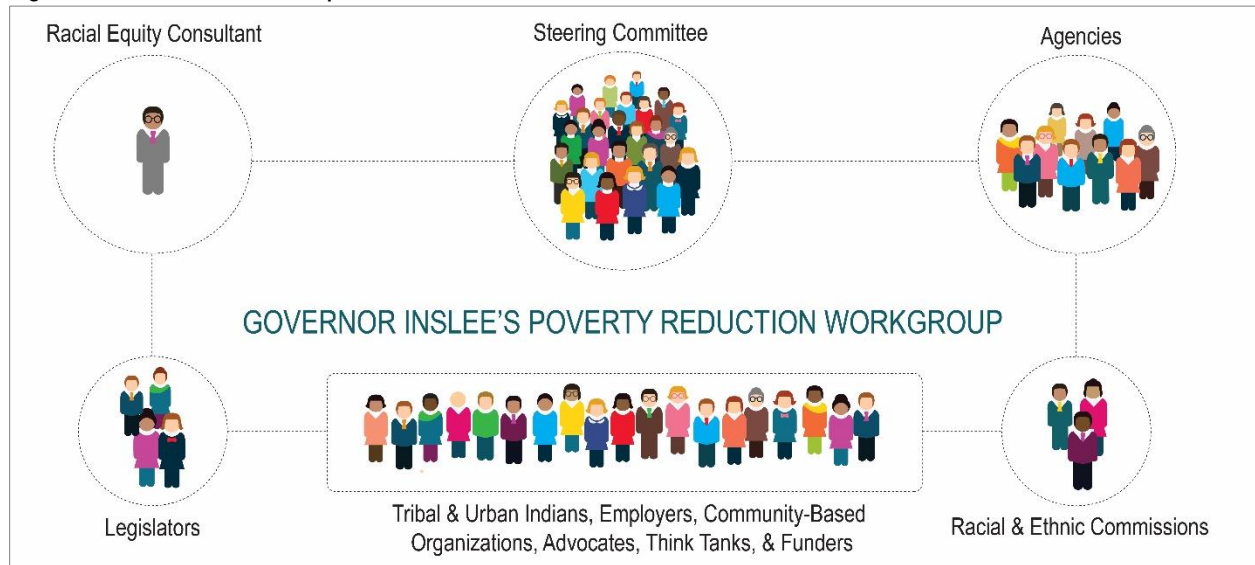 Racial Equity Consultant
Steering Committee
Agencies
GOVERNOR INSLEE'S POVERTY REDUCTION WORKGROUP
Legislators
Tribal & Urban Indians, Employers, Community-Based
Organizations, Advocates, Think Tanks, & Funders
Racial & Ethnic Commissions